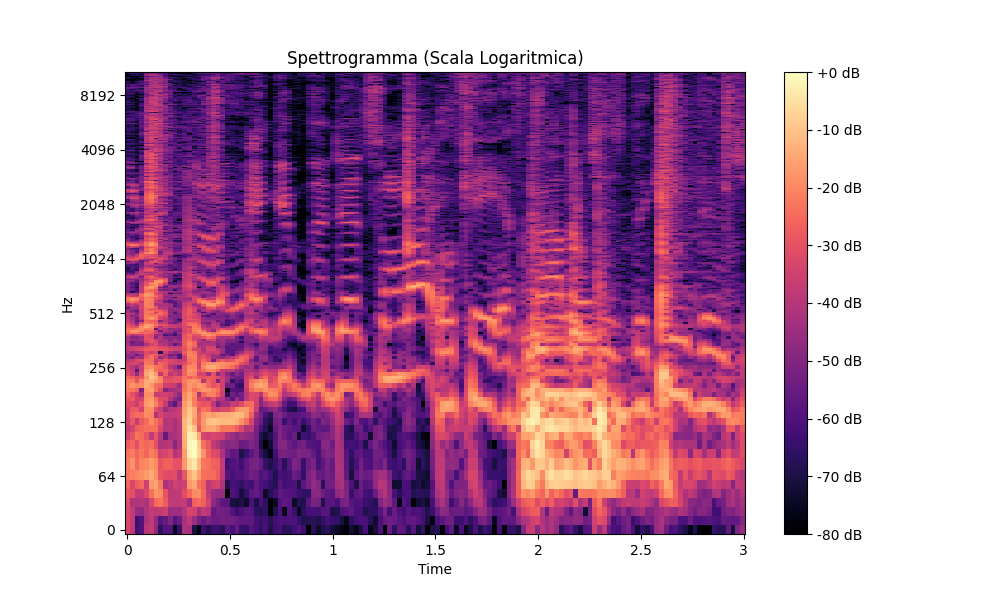 Spettrogramma (Scala Logaritmica)
8192
4096
2048
1024
512
256
128
64
0
Hz
0
0.5
1
1.5
2
2.5
3
Time
+0 dB
-10 dB
-20 dB
-30 dB
-40 dB
-50 dB
-60 dB
-70 dB
-80 dB